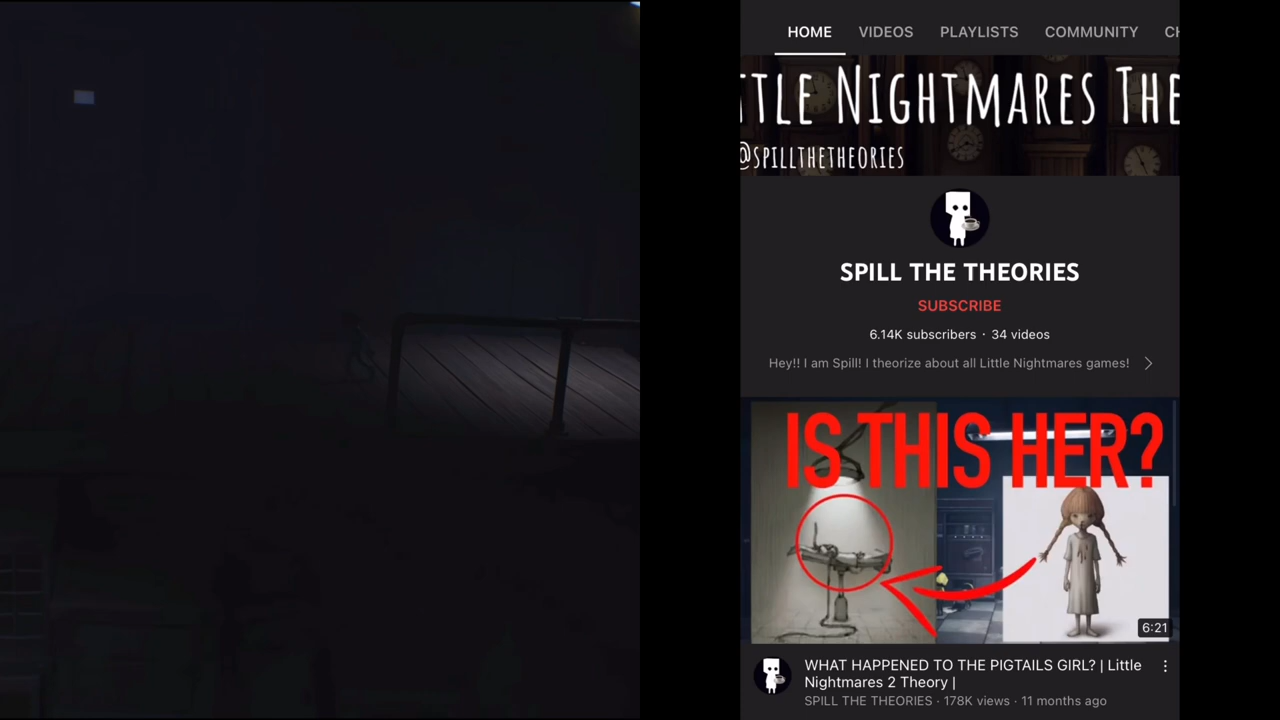 HOME VIDEOS PLAYLISTS COMMUNITY CH
TTLE NIGHTMARES THE
@SPILLTHETHEORIES
SPILL THE THEORIES
SUBSCRIBE
6.14K subscribers · 34 videos
Hey!! I am Spill! I theorize about all Little Nightmares games!
IS THIS HER?
6:21
WHAT HAPPENED TO THE PIGTAILS GIRL? | Little
Nightmares 2 Theory |
SPILL THE THEORIES · 178K views · 11 months ago